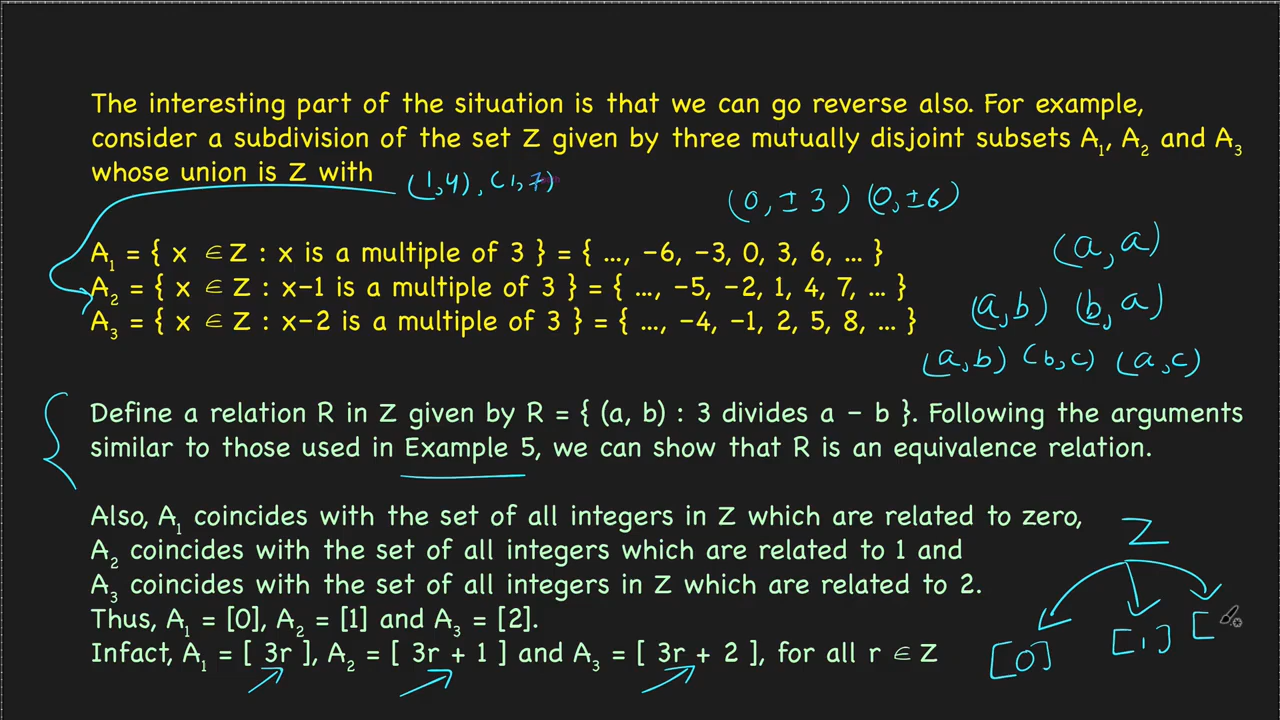 The interesting part of the situation is that we can go reverse also. For example,
consider a subdivision of the set Z given by three mutually disjoint subsets A₁, A₂ and A₃
whose union is Z with
(1,4), (1,7)
(0, ±3) (0, ±6)
A₁ = { x ∈ Z : x is a multiple of 3 } = { ..., −6, −3, 0, 3, 6, ... }
A₂ = { x ∈ Z : x−1 is a multiple of 3 } = { ..., −5, −2, 1, 4, 7, ... }
A₃ = { x ∈ Z : x−2 is a multiple of 3 } = { ..., −4, −1, 2, 5, 8, ... }
(a, a)
(a, b) (b, a)
(a, b) (b, c) (a, c)
Define a relation R in Z given by R = { (a, b) : 3 divides a − b }. Following the arguments
similar to those used in Example 5, we can show that R is an equivalence relation.
Also, A₁ coincides with the set of all integers in Z which are related to zero,
A₂ coincides with the set of all integers which are related to 1 and
A₃ coincides with the set of all integers in Z which are related to 2.
Thus, A₁ = [0], A₂ = [1] and A₃ = [2].
Infact, A₁ = [ 3r ], A₂ = [ 3r + 1 ] and A₃ = [ 3r + 2 ], for all r ∈ Z
Z
[0] [1] [